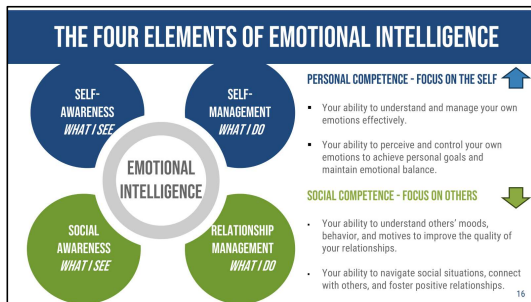 THE FOUR ELEMENTS OF EMOTIONAL INTELLIGENCE
SELF-
AWARENESS
WHAT I SEE
SELF-
MANAGEMENT
WHAT I DO
EMOTIONAL
INTELLIGENCE
SOCIAL
AWARENESS
WHAT I SEE
RELATIONSHIP
MANAGEMENT
WHAT I DO
PERSONAL COMPETENCE - FOCUS ON THE SELF
▪ Your ability to understand and manage your own
emotions effectively.
▪ Your ability to perceive and control your own
emotions to achieve personal goals and
maintain emotional balance.
SOCIAL COMPETENCE - FOCUS ON OTHERS
• Your ability to understand others' moods,
behavior, and motives to improve the quality of
your relationships.
• Your ability to navigate social situations, connect
with others, and foster positive relationships.
16